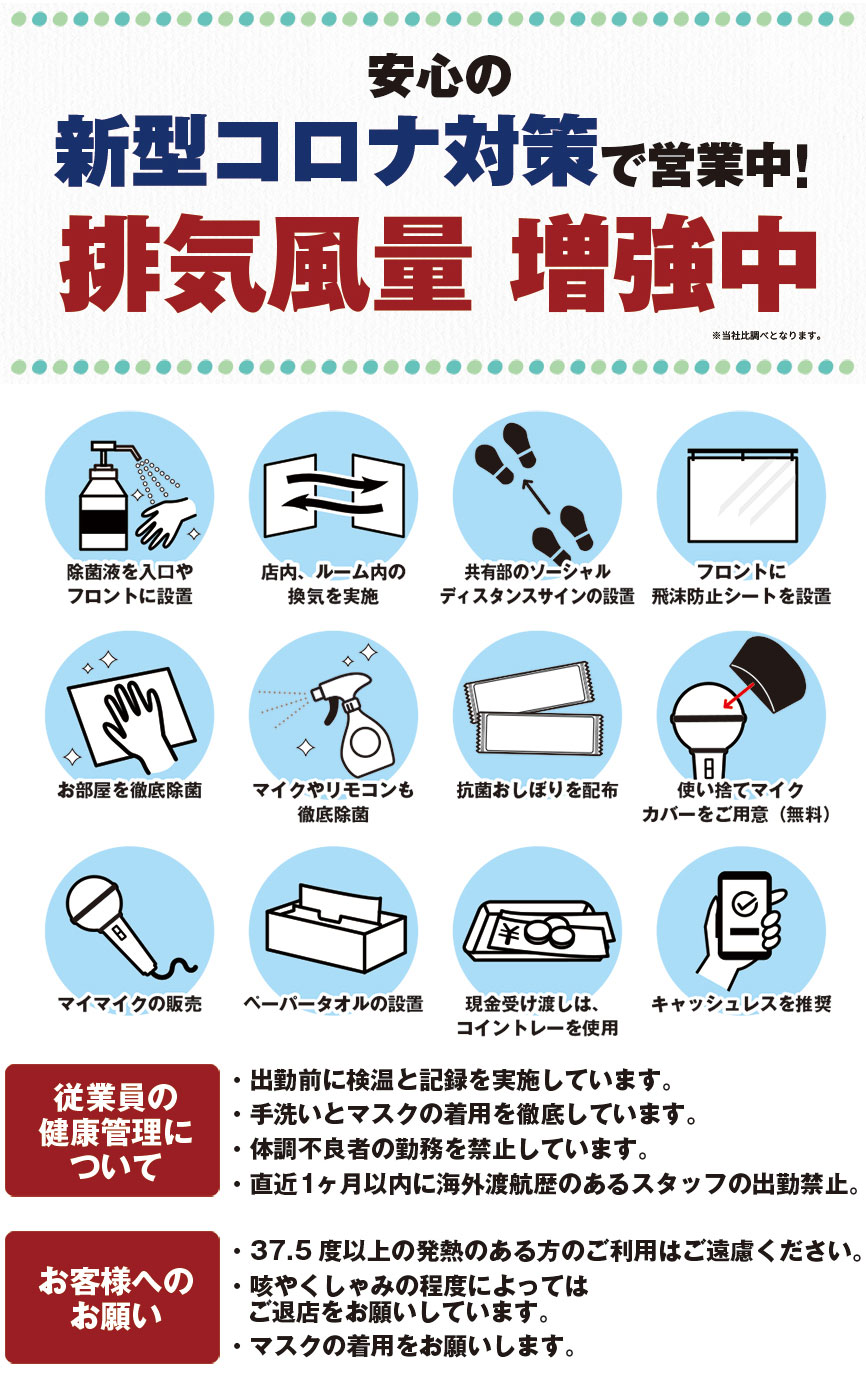 安心の
新型コロナ対策で営業中!
排気風量 増強中
※当社比調べとなります。
除菌液を入口や
フロントに設置
店内、ルーム内の
換気を実施
共有部のソーシャル
ディスタンスサインの設置
フロントに
飛沫防止シートを設置
お部屋を徹底除菌
マイクやリモコンも
徹底除菌
抗菌おしぼりを配布
使い捨てマイク
カバーをご用意（無料）
マイマイクの販売
ペーパータオルの設置
現金受け渡しは、
コイントレーを使用
キャッシュレスを推奨
従業員の
健康管理に
ついて
・出勤前に検温と記録を実施しています。
・手洗いとマスクの着用を徹底しています。
・体調不良者の勤務を禁止しています。
・直近1ヶ月以内に海外渡航歴のあるスタッフの出勤禁止。
お客様への
お願い
・37.5度以上の発熱のある方のご利用はご遠慮ください。
・咳やくしゃみの程度によっては
ご退店をお願いしています。
・マスクの着用をお願いします。